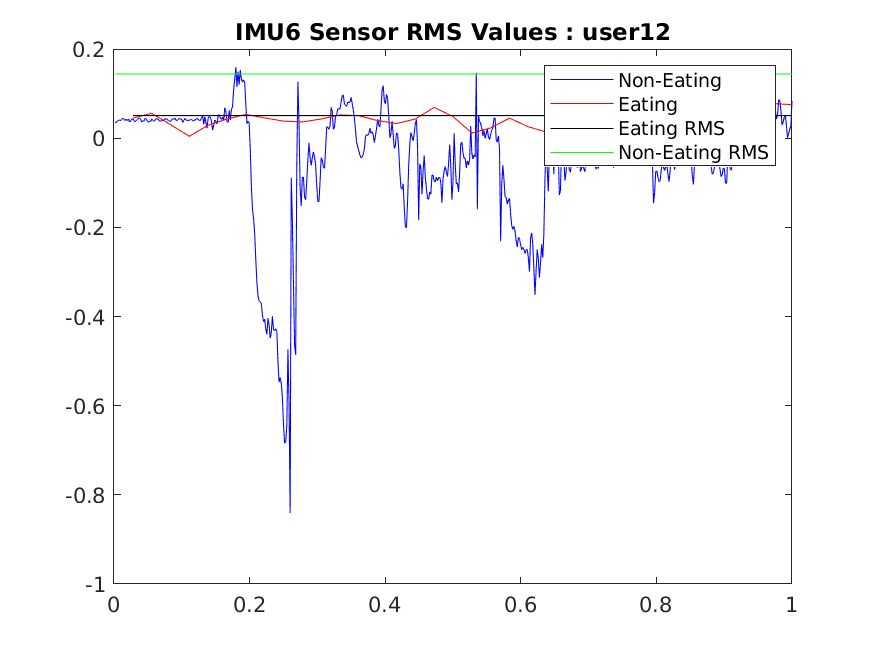 IMU6 Sensor RMS Values : user12
0.2
0
-0.2
-0.4
-0.6
-0.8
-1
0
0.2
0.4
0.6
0.8
1
Non-Eating
Eating
Eating RMS
Non-Eating RMS